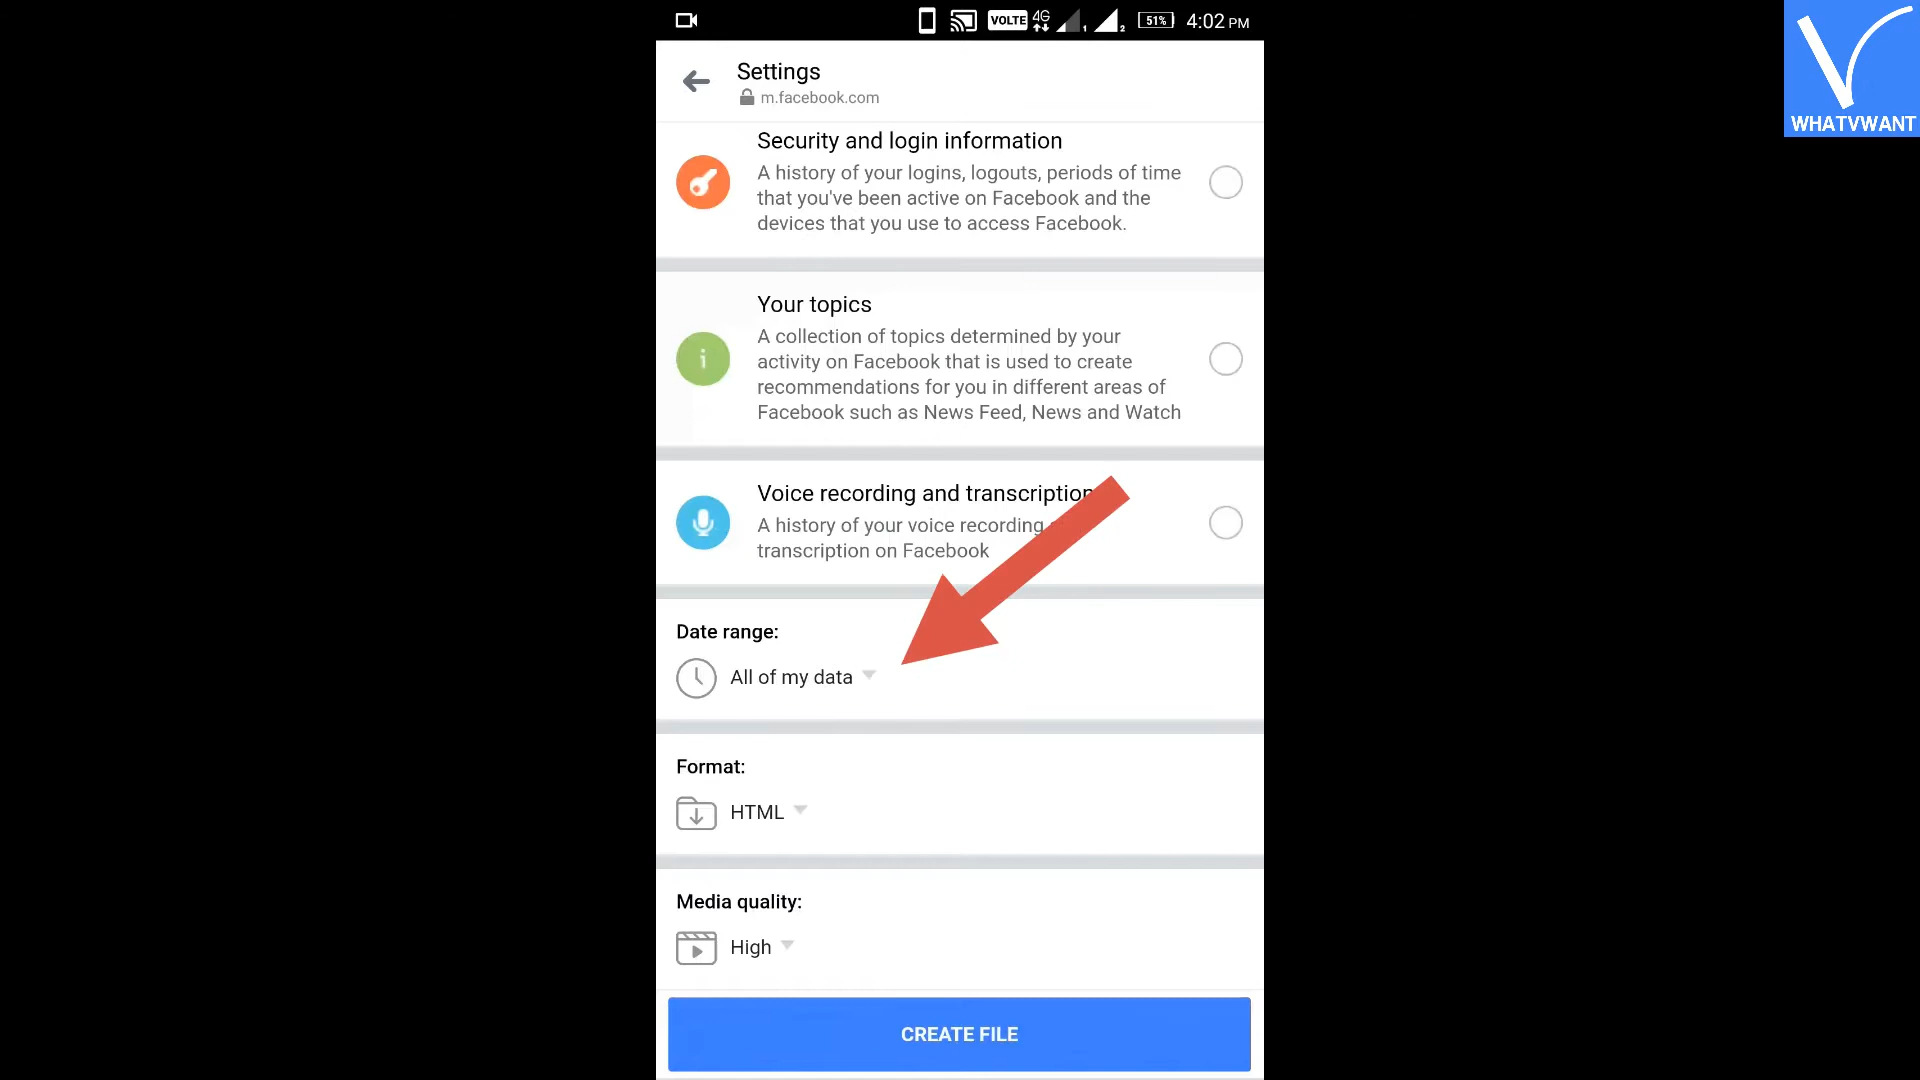 VOLTE 4G 1 2 51% 4:02 PM
Settings
m.facebook.com
WHATVWANT
Security and login information
A history of your logins, logouts, periods of time
that you've been active on Facebook and the
devices that you use to access Facebook.
Your topics
A collection of topics determined by your
activity on Facebook that is used to create
recommendations for you in different areas of
Facebook such as News Feed, News and Watch
Voice recording and transcription
A history of your voice recording
transcription on Facebook
Date range:
All of my data
Format:
HTML
Media quality:
High
CREATE FILE